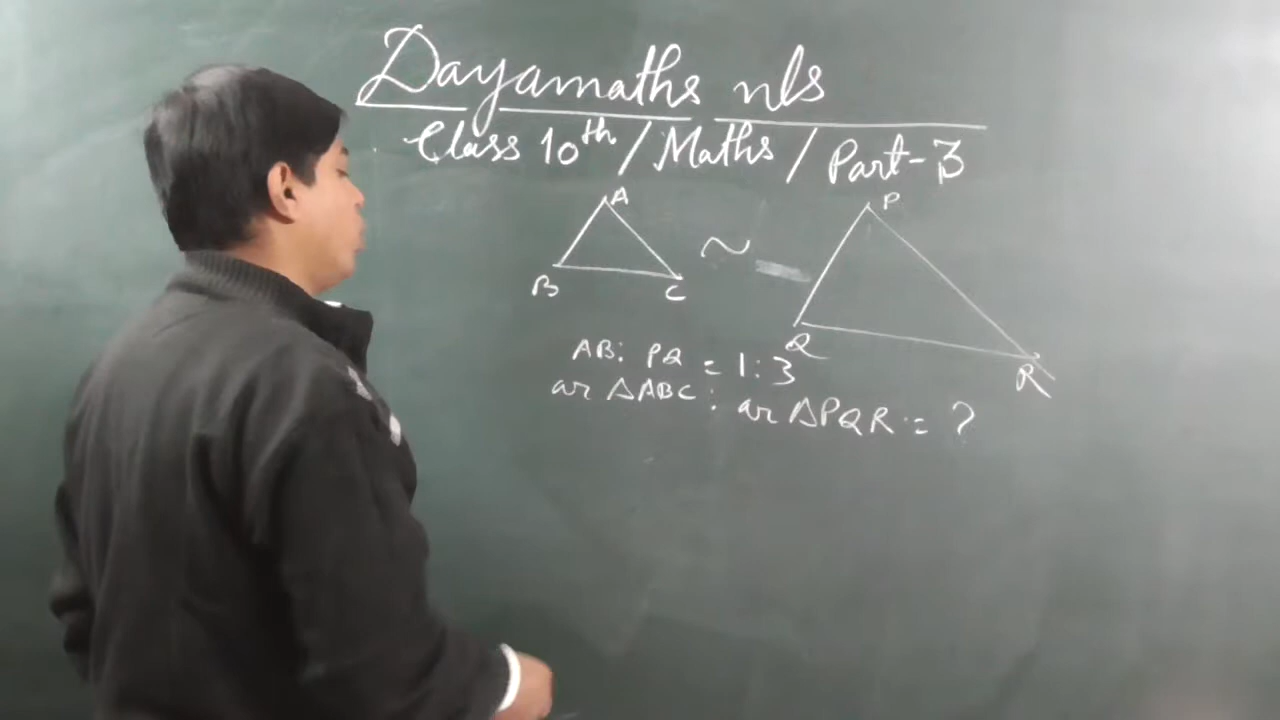 Dayamaths nls
Class 10th / Maths / Part-3
A
B
C
~
P
Q
R
AB : PQ = 1 : 3
ar △ABC : ar △PQR = ?